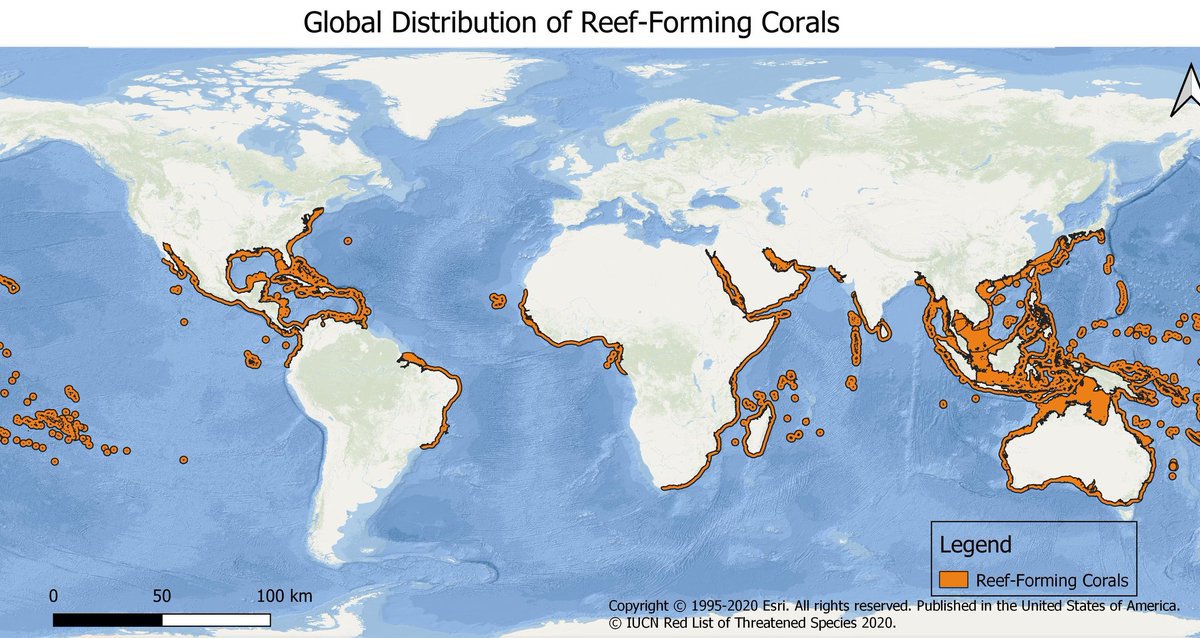 Global Distribution of Reef-Forming Corals
Legend
Reef-Forming Corals
0 50 100 km
Copyright © 1995-2020 Esri. All rights reserved. Published in the United States of America.
© IUCN Red List of Threatened Species 2020.